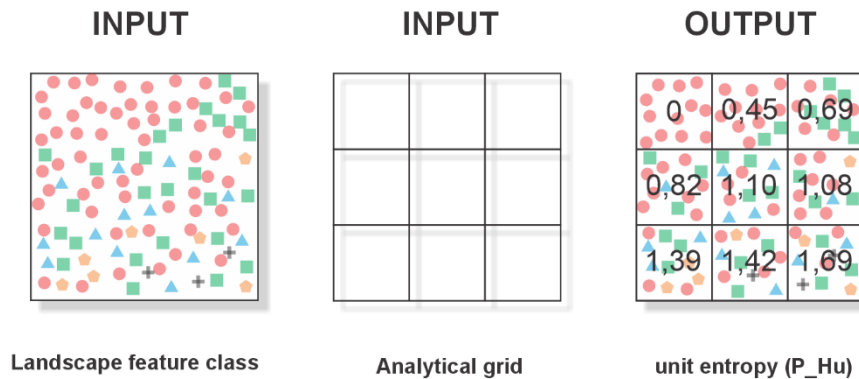 INPUT
INPUT
OUTPUT
0
0,45
0,69
0,82
1,10
1,08
1,39
1,42
1,69
Landscape feature class
Analytical grid
unit entropy (P_Hu)